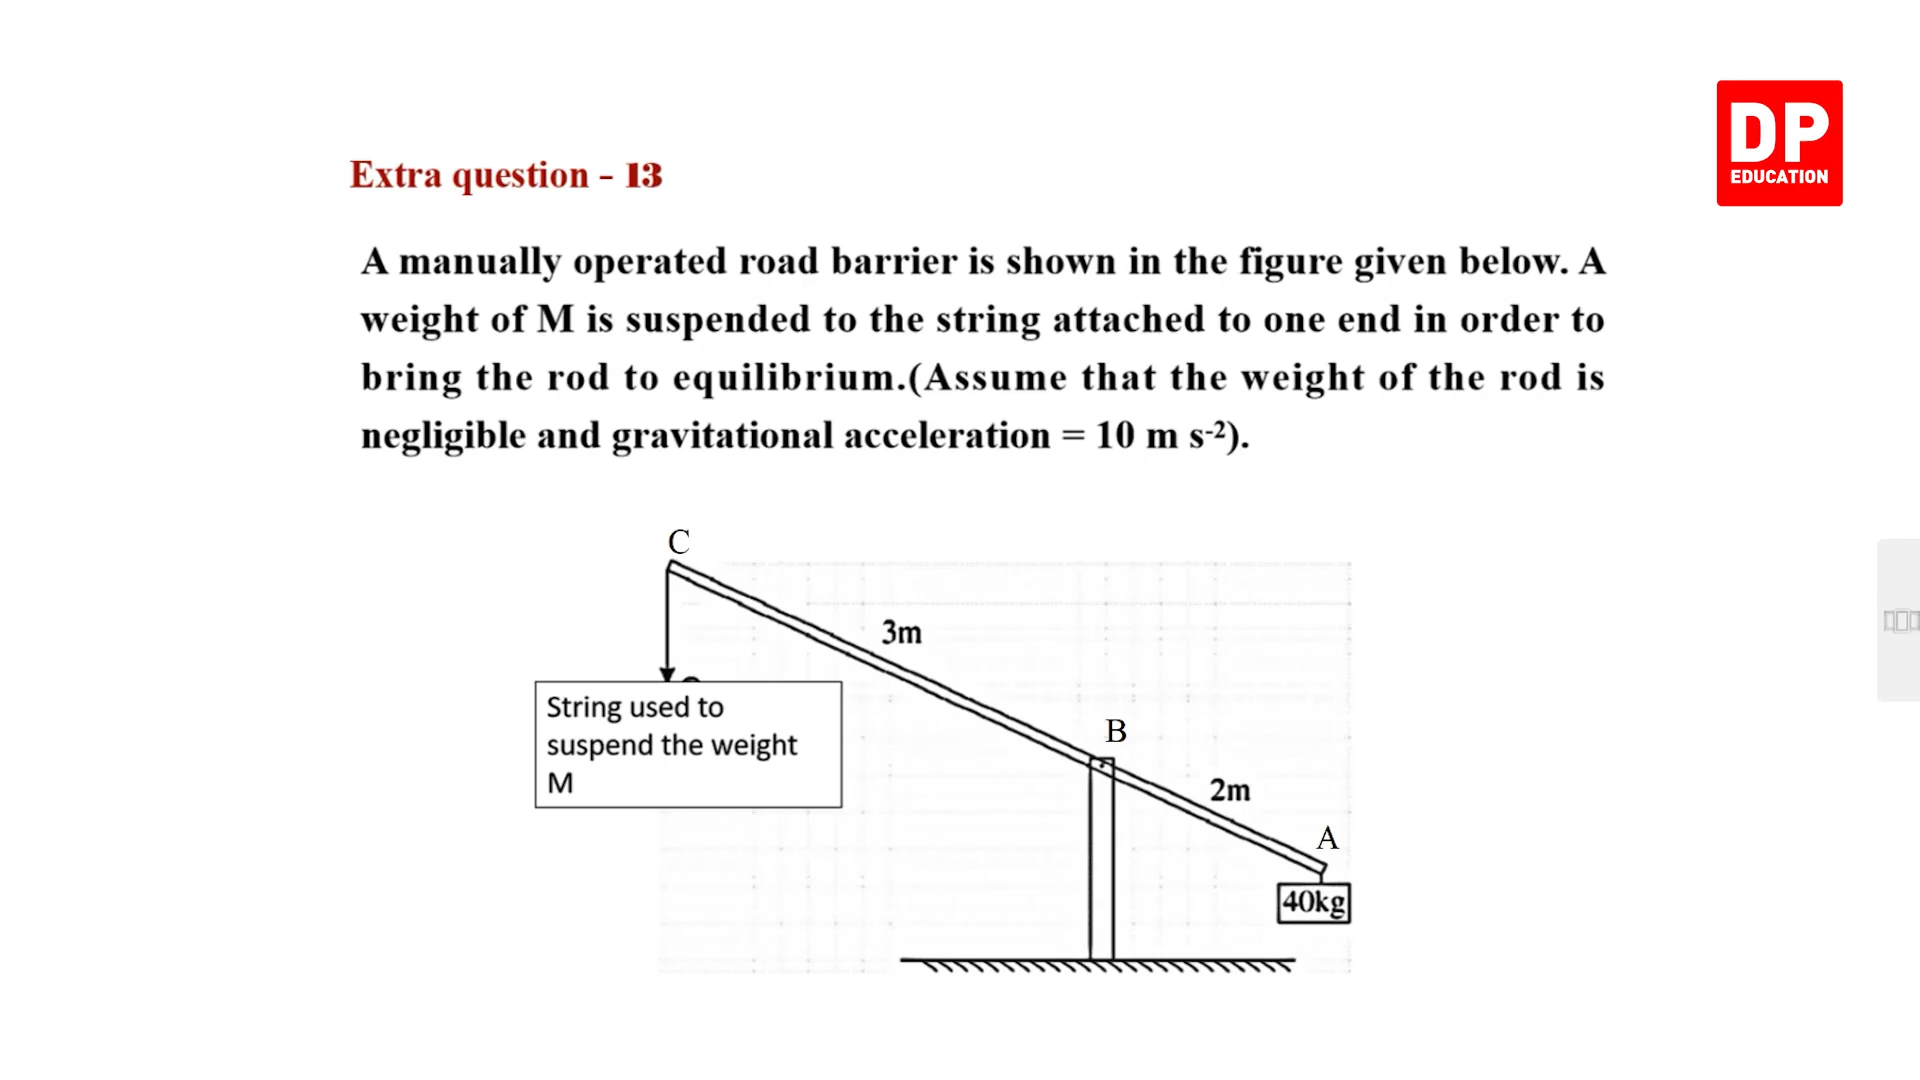 DP
EDUCATION
Extra question - 13
A manually operated road barrier is shown in the figure given below. A
weight of M is suspended to the string attached to one end in order to
bring the rod to equilibrium.(Assume that the weight of the rod is
negligible and gravitational acceleration = 10 m s⁻²).
C
3m
String used to
suspend the weight
M
B
2m
A
40kg